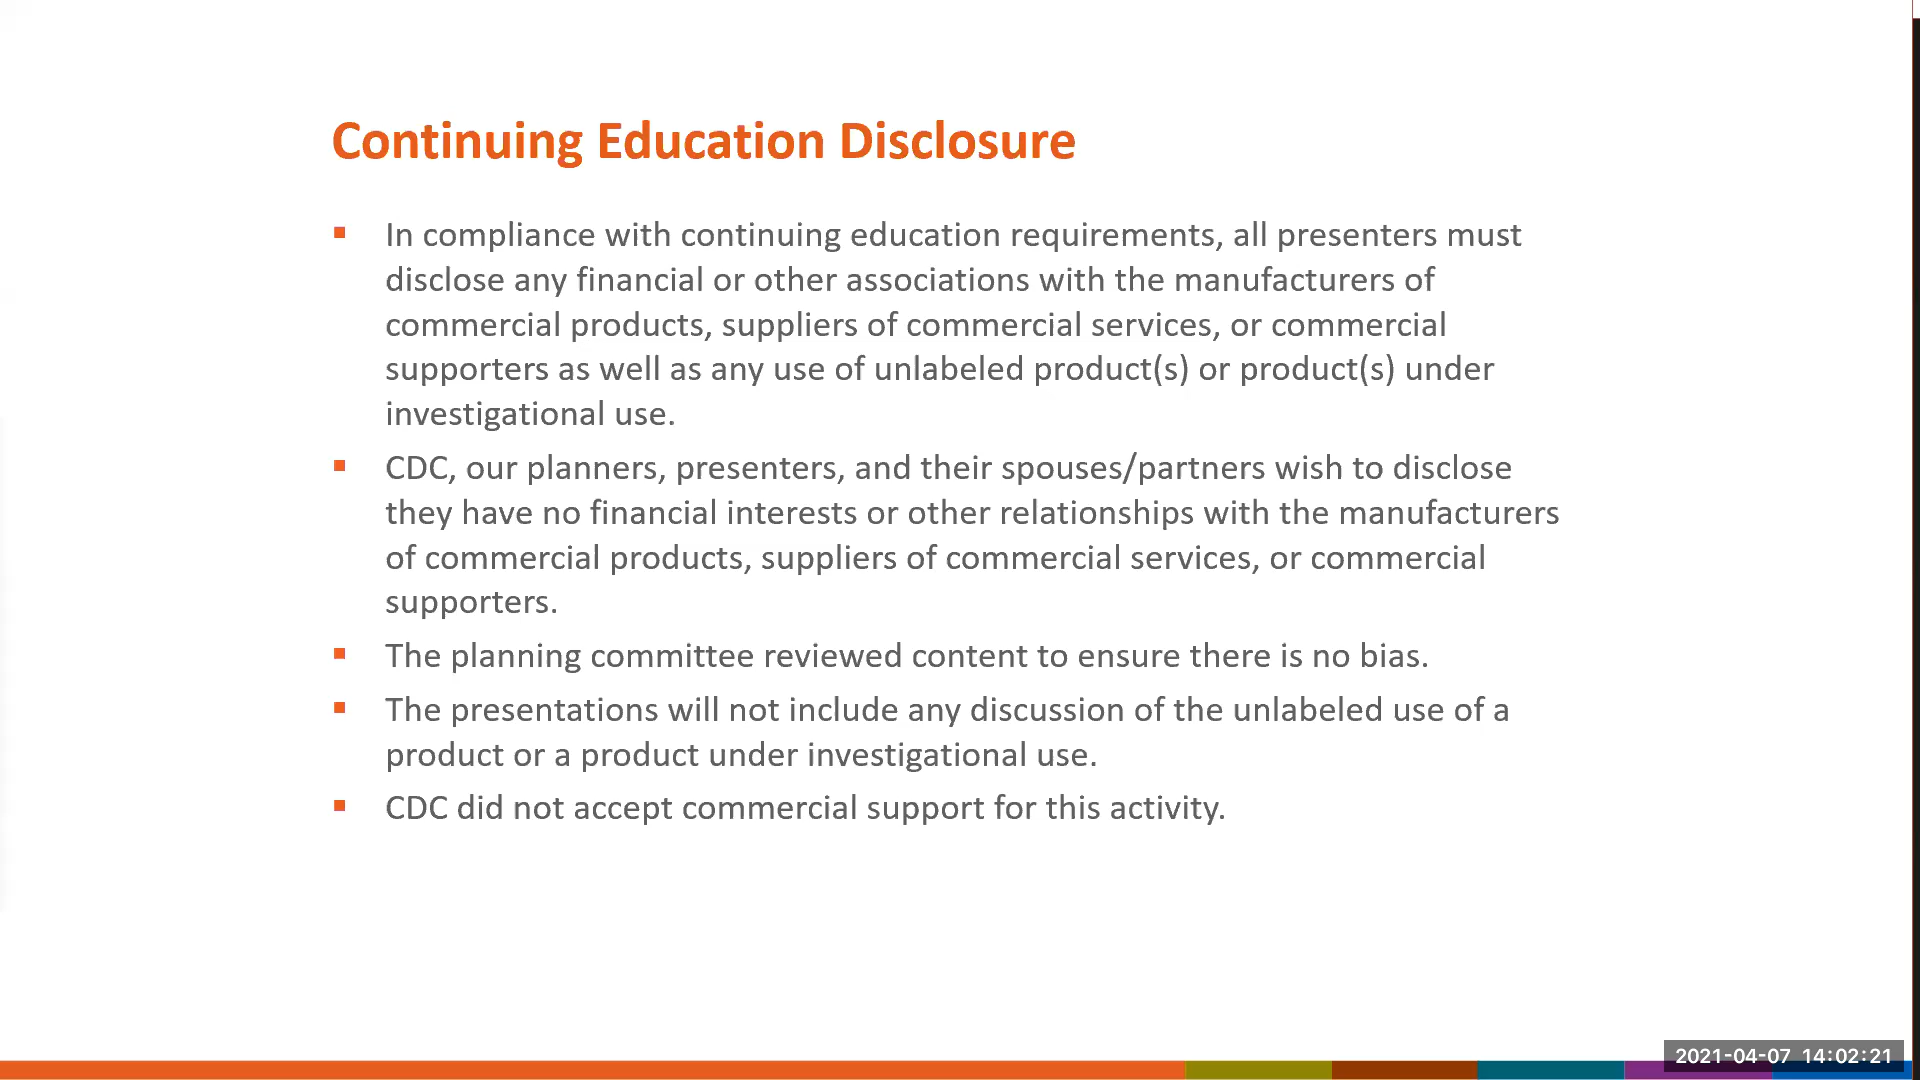 Continuing Education Disclosure
▪ In compliance with continuing education requirements, all presenters must
disclose any financial or other associations with the manufacturers of
commercial products, suppliers of commercial services, or commercial
supporters as well as any use of unlabeled product(s) or product(s) under
investigational use.
▪ CDC, our planners, presenters, and their spouses/partners wish to disclose
they have no financial interests or other relationships with the manufacturers
of commercial products, suppliers of commercial services, or commercial
supporters.
▪ The planning committee reviewed content to ensure there is no bias.
▪ The presentations will not include any discussion of the unlabeled use of a
product or a product under investigational use.
▪ CDC did not accept commercial support for this activity.
2021-04-07 14:02:21